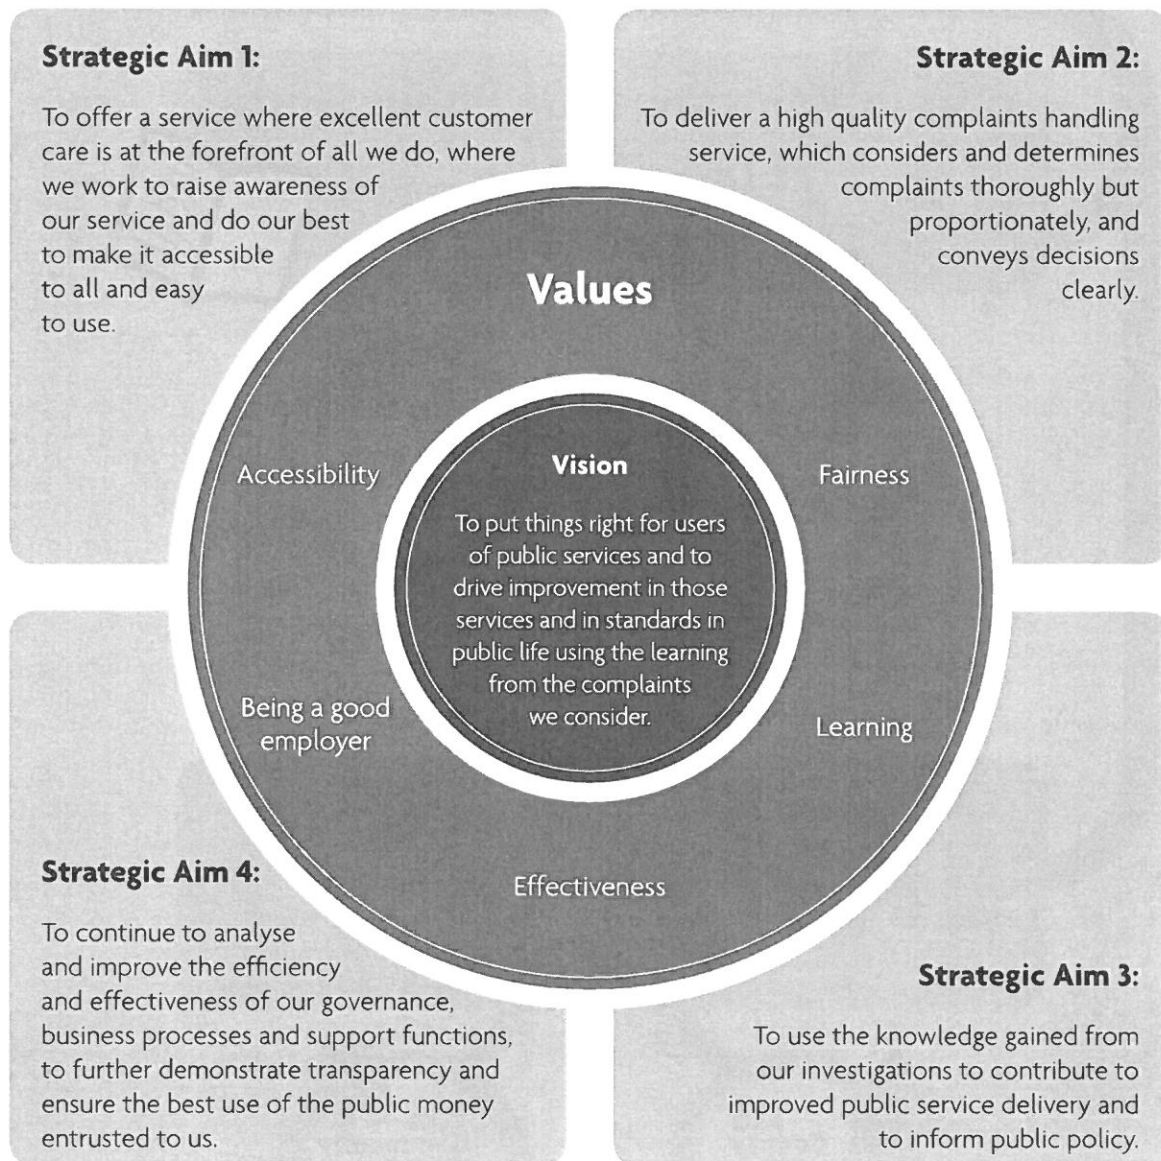 Strategic Aim 1:
To offer a service where excellent customer
care is at the forefront of all we do, where
we work to raise awareness of
our service and do our best
to make it accessible
to all and easy
to use.
Strategic Aim 2:
To deliver a high quality complaints handling
service, which considers and determines
complaints thoroughly but
proportionately, and
conveys decisions
clearly.
Values
Accessibility
Fairness
Vision
To put things right for users
of public services and to
drive improvement in those
services and in standards in
public life using the learning
from the complaints
we consider.
Being a good
employer
Learning
Effectiveness
Strategic Aim 4:
To continue to analyse
and improve the efficiency
and effectiveness of our governance,
business processes and support functions,
to further demonstrate transparency and
ensure the best use of the public money
entrusted to us.
Strategic Aim 3:
To use the knowledge gained from
our investigations to contribute to
improved public service delivery and
to inform public policy.